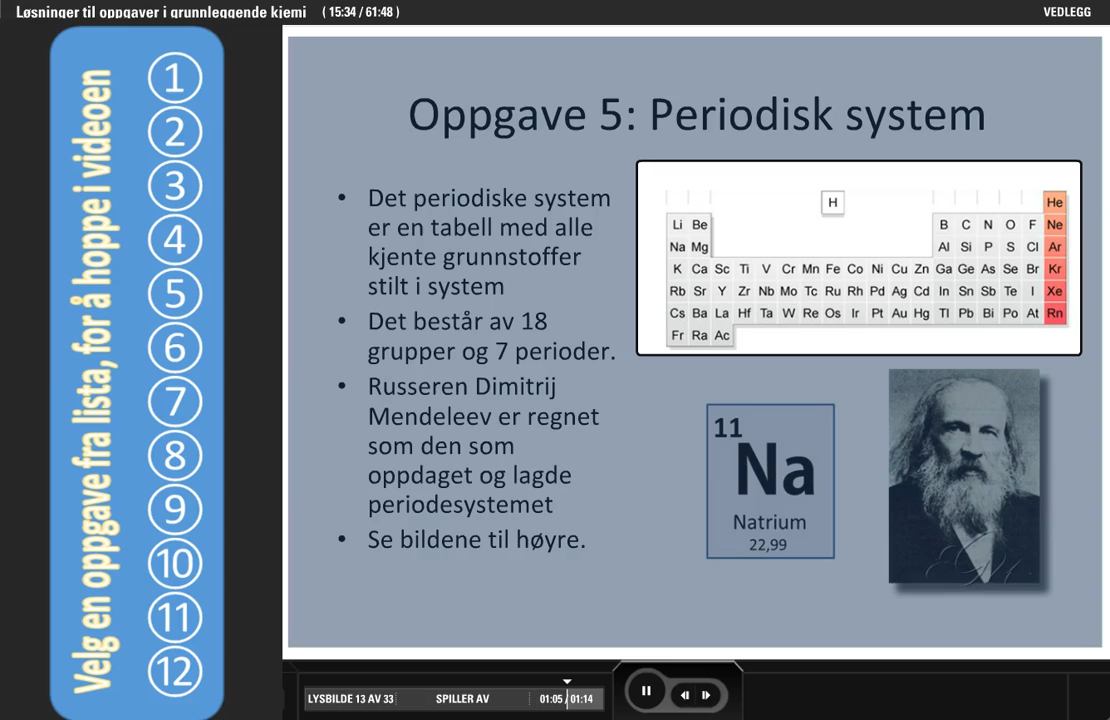 Løsninger til oppgaver i grunnleggende kjemi ( 15:34 / 61:48 )
VEDLEGG
Velg en oppgave fra lista, for å hoppe i videoen
1
2
3
4
5
6
7
8
9
10
11
12
Oppgave 5: Periodisk system
• Det periodiske system
er en tabell med alle
kjente grunnstoffer
stilt i system
• Det består av 18
grupper og 7 perioder.
• Russeren Dimitrij
Mendeleev er regnet
som den som
oppdaget og lagde
periodesystemet
• Se bildene til høyre.
H He
Li Be B C N O F Ne
Na Mg Al Si P S Cl Ar
K Ca Sc Ti V Cr Mn Fe Co Ni Cu Zn Ga Ge As Se Br Kr
Rb Sr Y Zr Nb Mo Tc Ru Rh Pd Ag Cd In Sn Sb Te I Xe
Cs Ba La Hf Ta W Re Os Ir Pt Au Hg Tl Pb Bi Po At Rn
Fr Ra Ac
11
Na
Natrium
22,99
LYSBILDE 13 AV 33 SPILLER AV 01:05 / 01:14